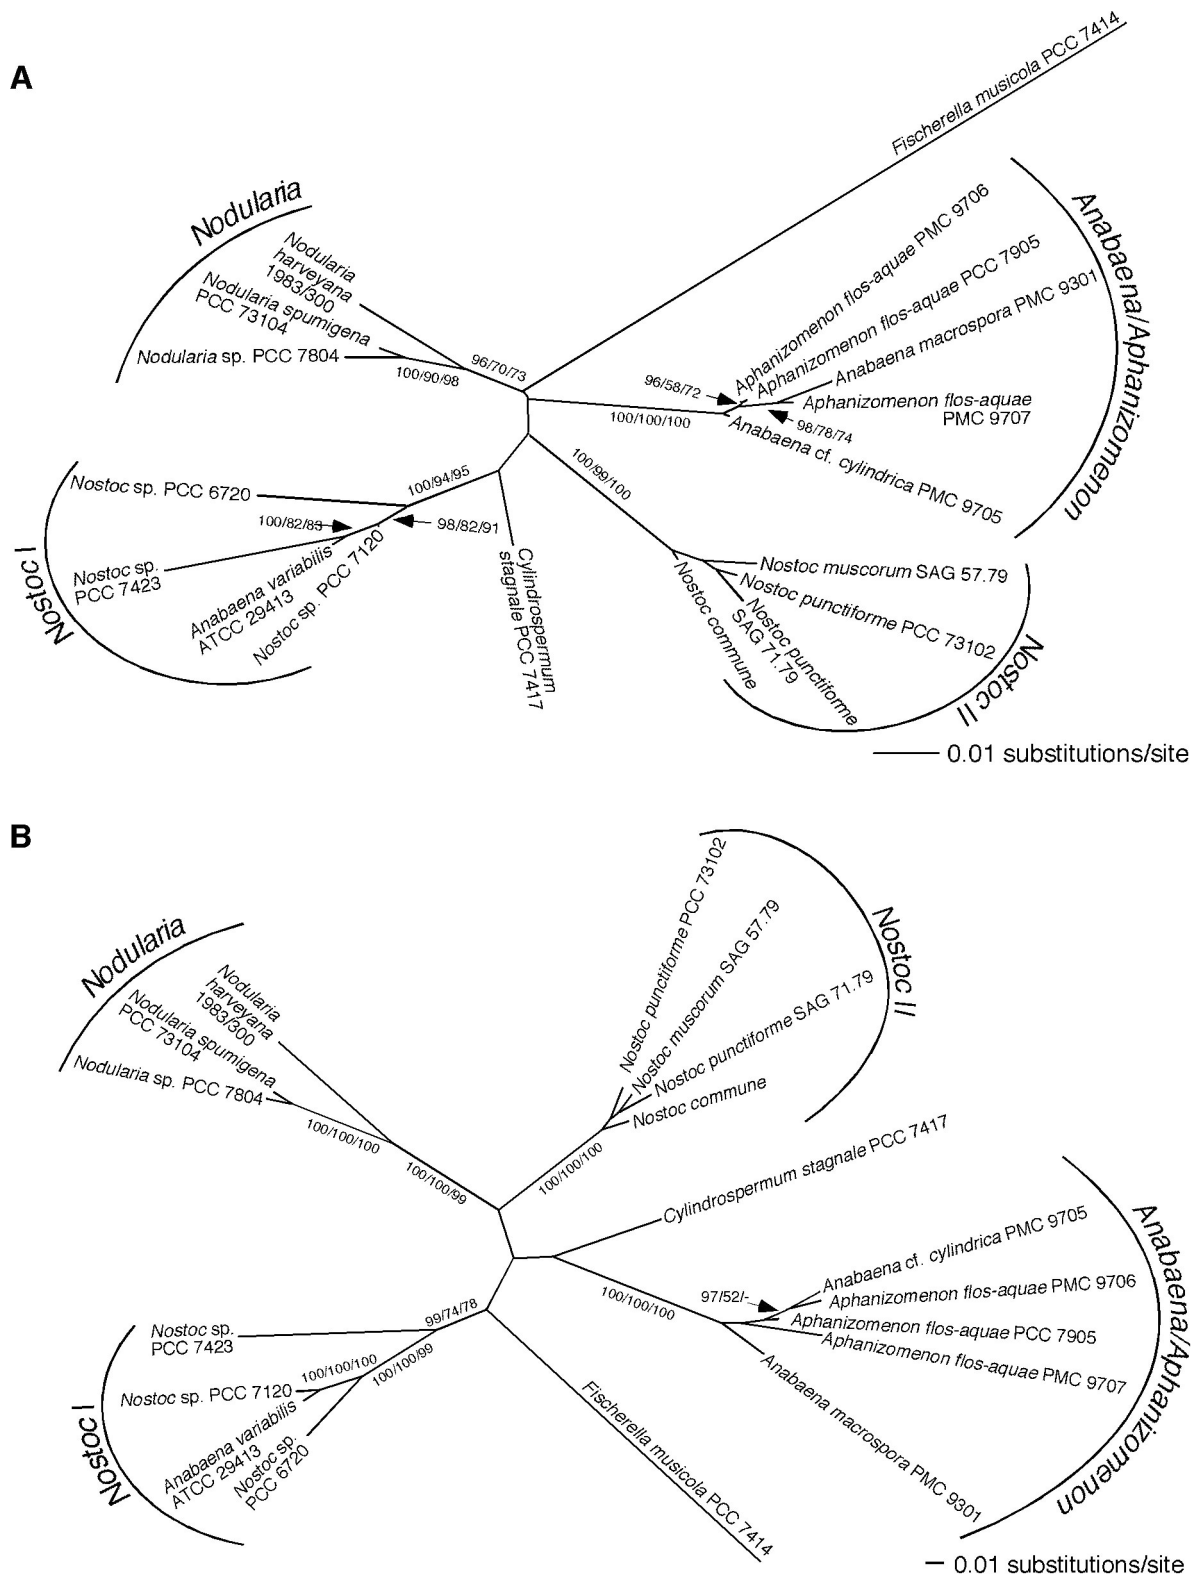 A
Fischerella musicola PCC 7414
Nodularia
Nodularia
harveyana
1983/300
Nodularia spumigena
PCC 73104
Nodularia sp. PCC 7804
96/70/73
100/90/98
Anabaena/Aphanizomenon
Aphanizomenon flos-aquae PMC 9706
Aphanizomenon flos-aquae PCC 7905
Anabaena macrospora PMC 9301
Aphanizomenon flos-aquae
PMC 9707
Anabaena cf. cylindrica PMC 9705
96/58/72
98/78/74
100/100/100
Nostoc I
Nostoc sp. PCC 6720
100/94/95
100/82/83
98/82/91
Nostoc sp.
PCC 7423
Anabaena variabilis
ATCC 29413
Nostoc sp. PCC 7120
Cylindrospermum
stagnale PCC 7417
100/99/100
Nostoc muscorum SAG 57.79
Nostoc punctiforme PCC 73102
Nostoc punctiforme
SAG 71.79
Nostoc commune
Nostoc II
0.01 substitutions/site
B
Nodularia
Nodularia
harveyana
1983/300
Nodularia spumigena
PCC 73104
Nodularia sp. PCC 7804
100/100/100
100/100/99
Nostoc II
Nostoc punctiforme PCC 73102
Nostoc muscorum SAG 57.79
Nostoc punctiforme SAG 71.79
Nostoc commune
100/100/100
Cylindrospermum stagnale PCC 7417
Anabaena/Aphanizomenon
Anabaena cf. cylindrica PMC 9705
Aphanizomenon flos-aquae PMC 9706
Aphanizomenon flos-aquae PCC 7905
Aphanizomenon flos-aquae PMC 9707
Anabaena macrospora PMC 9301
97/52/-
100/100/100
Nostoc I
99/74/78
Nostoc sp.
PCC 7423
100/100/100
100/100/99
Nostoc sp. PCC 7120
Anabaena variabilis
ATCC 29413
Nostoc sp.
PCC 6720
Fischerella musicola PCC 7414
0.01 substitutions/site